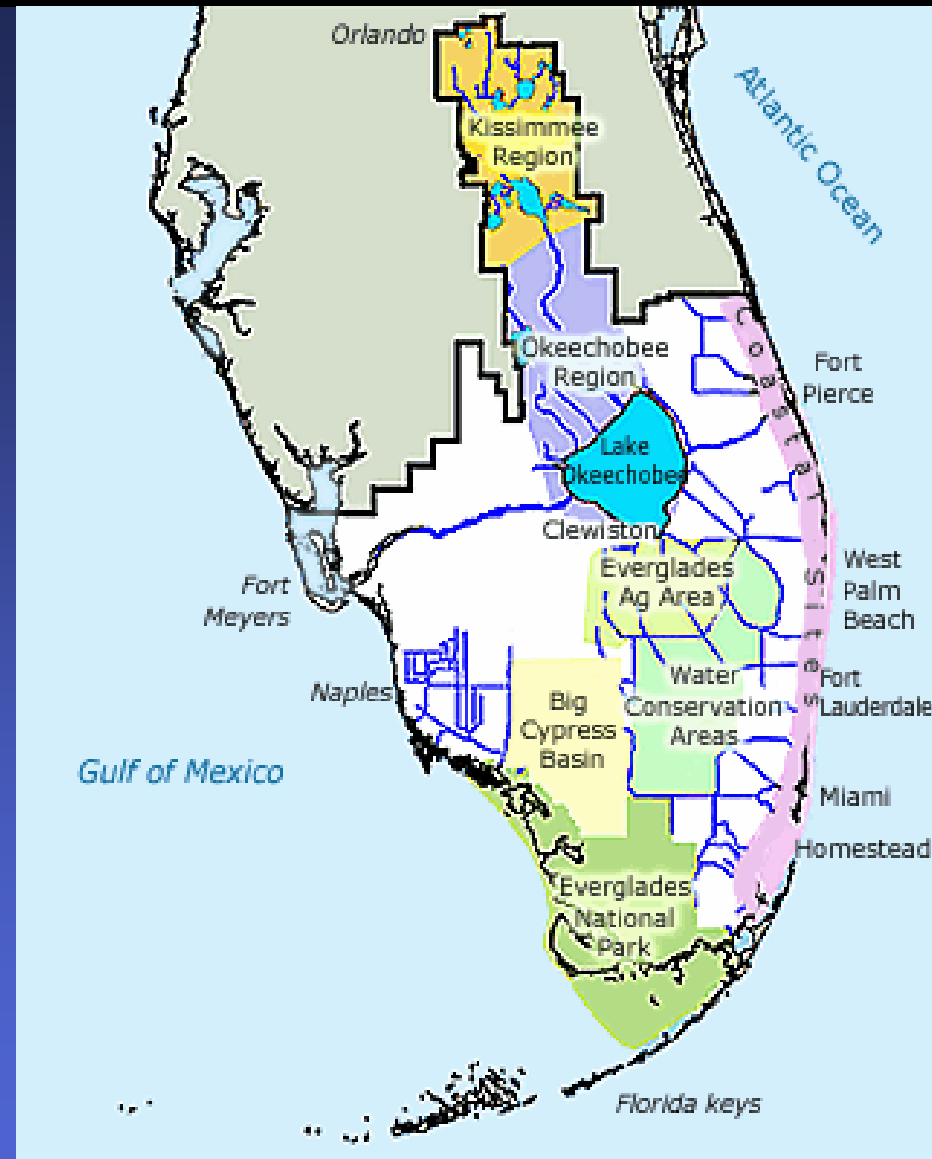 Orlando
Atlantic Ocean
Kissimmee
Region
Okeechobee
Region
Coastal Sites
Fort
Pierce
Lake
Okeechobee
Clewiston
Everglades
Ag Area
West
Palm
Beach
Fort
Meyers
Water
Conservation
Areas
Fort
Lauderdale
Naples
Big
Cypress
Basin
Gulf of Mexico
Miami
Homestead
Everglades
National
Park
Florida keys